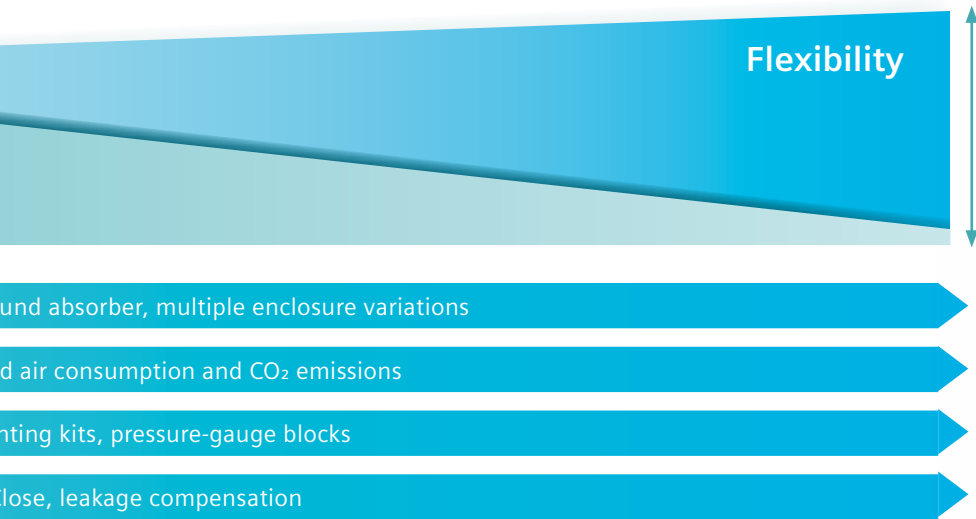 Flexibility
und absorber, multiple enclosure variations
d air consumption and CO₂ emissions
nting kits, pressure-gauge blocks
Close, leakage compensation